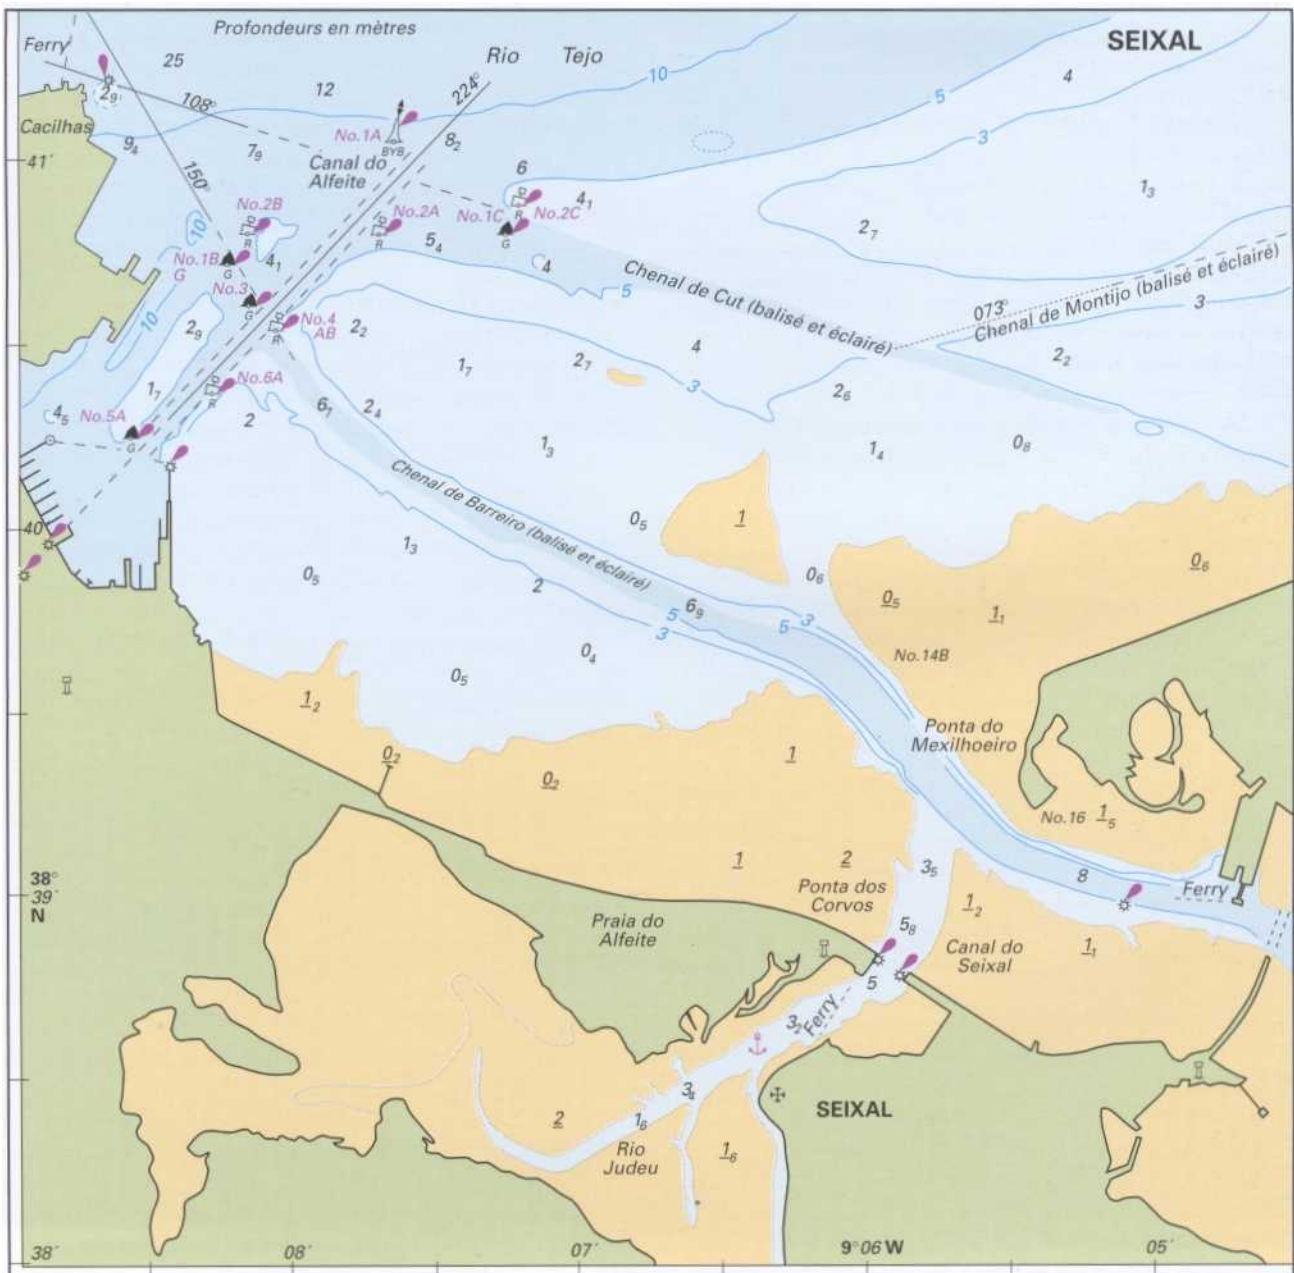 Profondeurs en mètres
SEIXAL
Ferry
Rio Tejo
25
10
4
12
5
2₉
108°
224°
3
Cacilhas
No.1A
9₄
7₉
BYB
8₂
41´
Canal do
Alfeite
150°
6
1₃
4₁
No.2B
No.2A
No.1C
No.2C
R
R
R
G
2₇
10
5₄
No.1B
G
G
4₁
4
Chenal de Cut (balisé et éclairé)
5
No.3
G
073°
Chenal de Montijo (balisé et éclairé)
3
10
2₉
No.4
AB
R
2₂
4
2₂
1₇
2₇
No.6A
R
3
2₆
1₇
4₅
No.5A
G
2
6₁
2₄
1₃
1₄
0₈
Chenal de Barreiro (balisé et éclairé)
0₅
1
40´
1₃
0₆
0₆
0₅
2
0₅
6₉
1₁
5
5
3
3
0₄
No.14B
0₅
1₂
Ponta do
Mexilhoeiro
0₂
0₂
1
No.16
1₅
1
2
3₅
8
38°
39´
N
Ponta dos
Corvos
Ferry
Praia do
Alfeite
1₂
5₈
Canal do
Seixal
1₁
5
3₂
Ferry
3₄
SEIXAL
2
1₆
Rio
Judeu
1₆
38´
08´
07´
9°06´W
05´